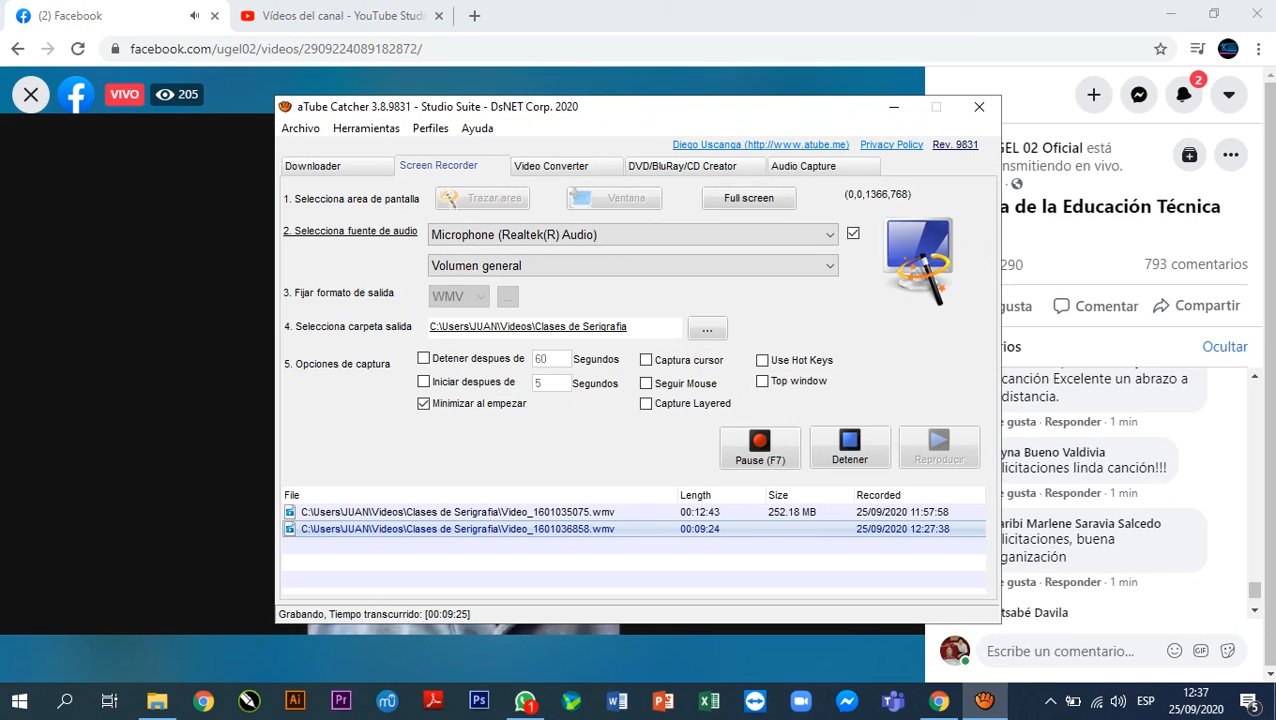 (2) Facebook
Vídeos del canal - YouTube Studi
facebook.com/ugel02/videos/2909224089182872/
VIVO 205
2
GEL 02 Oficial está
nsmitiendo en vivo.
a de la Educación Técnica
290 793 comentarios
gusta Comentar Compartir
rios Ocultar
canción Excelente un abrazo a
distancia.
e gusta · Responder · 1 min
yna Bueno Valdivia
licitaciones linda canción!!!
e gusta · Responder · 1 min
aribi Marlene Saravia Salcedo
licitaciones, buena
ganización
e gusta · Responder · 1 min
tsabé Davila
Escribe un comentario...
GIF
aTube Catcher 3.8.9831 - Studio Suite - DsNET Corp. 2020
Archivo Herramientas Perfiles Ayuda
Diego Uscanga (http://www.atube.me) Privacy Policy Rev. 9831
Downloader Screen Recorder Video Converter DVD/BluRay/CD Creator Audio Capture
1. Selecciona area de pantalla Trazar area Ventana Full screen (0,0,1366,768)
2. Selecciona fuente de audio Microphone (Realtek(R) Audio)
Volumen general
3. Fijar formato de salida WMV ...
4. Selecciona carpeta salida C:\Users\JUAN\Videos\Clases de Serigrafia ...
5. Opciones de captura
Detener despues de 60 Segundos Captura cursor Use Hot Keys
Iniciar despues de 5 Segundos Seguir Mouse Top window
Minimizar al empezar Capture Layered
Pause (F7) Detener Reproducir
File Length Size Recorded
C:\Users\JUAN\Videos\Clases de Serigrafia\Video_1601035075.wmv 00:12:43 252.18 MB 25/09/2020 11:57:58
C:\Users\JUAN\Videos\Clases de Serigrafia\Video_1601036858.wmv 00:09:24 25/09/2020 12:27:38
Grabando, Tiempo transcurrido: [00:09:25]
Ai Pr Ps 1
ESP
12:37
25/09/2020
5